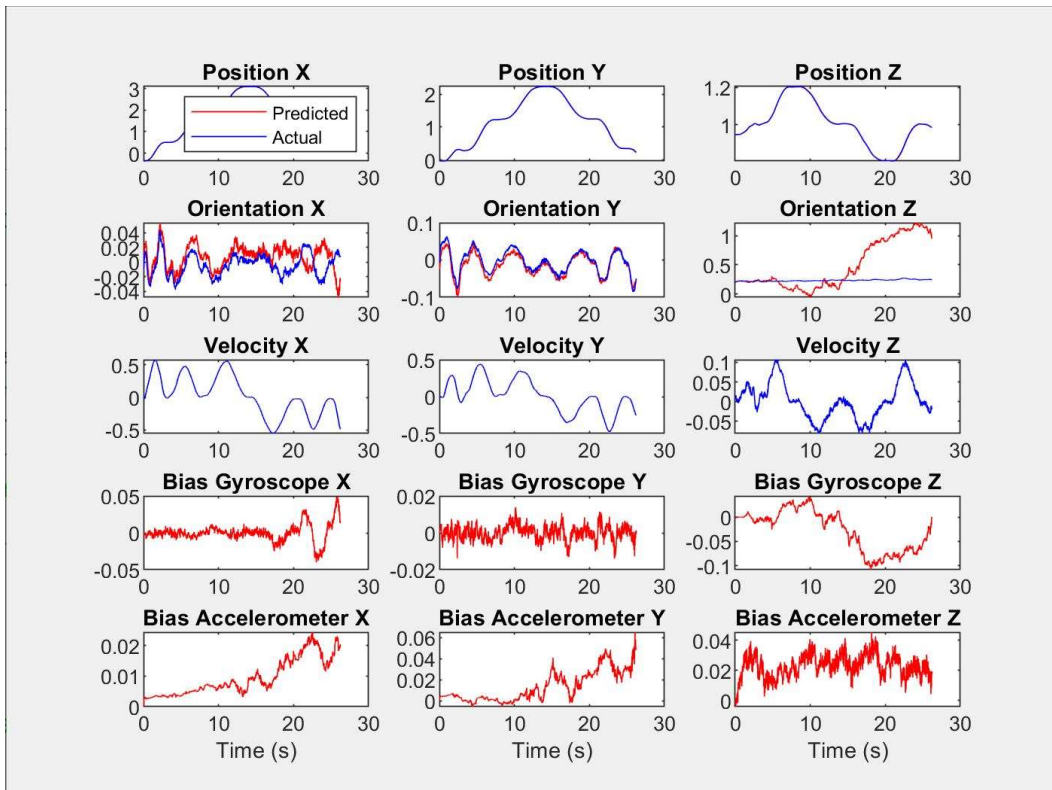 Position X
Position Y
Position Z
3
2
1
0
Predicted
Actual
2
1
0
1.2
1
0 10 20 30
0 10 20 30
0 10 20 30
Orientation X
Orientation Y
Orientation Z
0.04
0.02
0
-0.02
-0.04
0.1
0
-0.1
1
0.5
0
0 10 20 30
0 10 20 30
0 10 20 30
Velocity X
Velocity Y
Velocity Z
0.5
0
-0.5
0.5
0
-0.5
0.1
0.05
0
-0.05
0 10 20 30
0 10 20 30
0 10 20 30
Bias Gyroscope X
Bias Gyroscope Y
Bias Gyroscope Z
0.05
0
-0.05
0.02
0
-0.02
0
-0.05
-0.1
0 10 20 30
0 10 20 30
0 10 20 30
Bias Accelerometer X
Bias Accelerometer Y
Bias Accelerometer Z
0.02
0.01
0
0.06
0.04
0.02
0
0.04
0.02
0
0 10 20 30
0 10 20 30
0 10 20 30
Time (s)
Time (s)
Time (s)